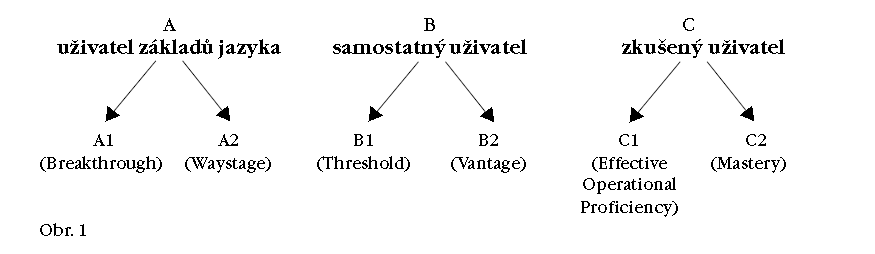 A B C
uživatel základů jazyka samostatný uživatel zkušený uživatel
A1 A2 B1 B2 C1 C2
(Breakthrough) (Waystage) (Threshold) (Vantage) (Effective (Mastery)
Operational
Proficiency)
Obr. 1